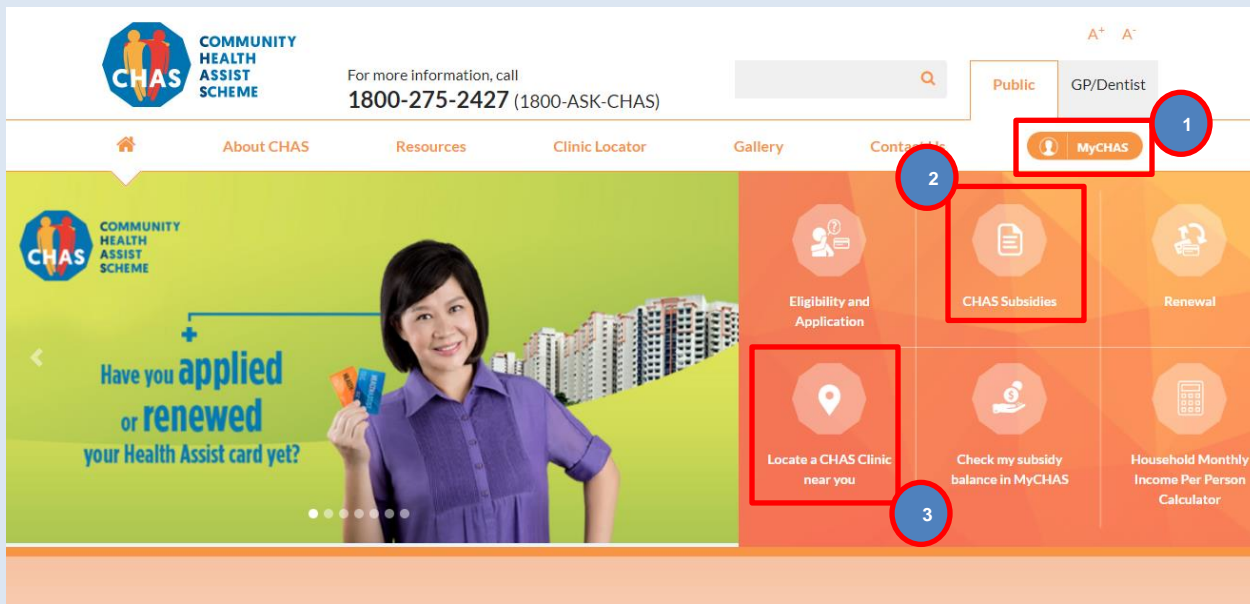 A+ A-
COMMUNITY
HEALTH
ASSIST
SCHEME
CHAS
For more information, call
1800-275-2427 (1800-ASK-CHAS)
Public
GP/Dentist
1
About CHAS
Resources
Clinic Locator
Gallery
Contact Us
MyCHAS
2
CHAS
COMMUNITY
HEALTH
ASSIST
SCHEME
Have you applied
or renewed
your Health Assist card yet?
Eligibility and
Application
CHAS Subsidies
Renewal
Locate a CHAS Clinic
near you
Check my subsidy
balance in MyCHAS
Household Monthly
Income Per Person
Calculator
3